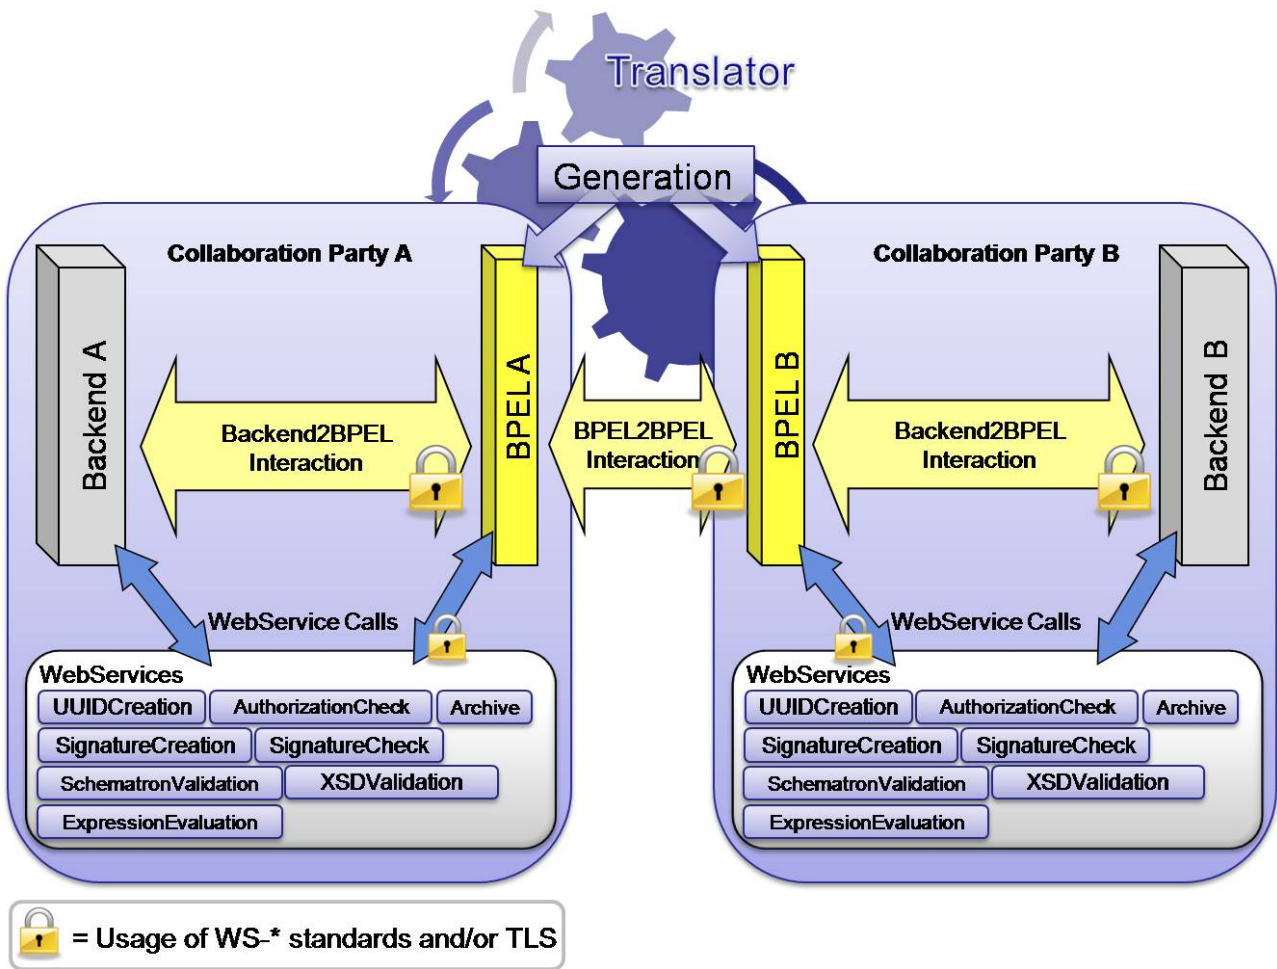 Translator
Generation
Collaboration Party A
Collaboration Party B
Backend A
BPEL A
BPEL B
Backend B
Backend2BPEL
Interaction
BPEL2BPEL
Interaction
Backend2BPEL
Interaction
WebService Calls
WebService Calls
WebServices
UUIDCreation
AuthorizationCheck
Archive
SignatureCreation
SignatureCheck
SchematronValidation
XSDValidation
ExpressionEvaluation
WebServices
UUIDCreation
AuthorizationCheck
Archive
SignatureCreation
SignatureCheck
SchematronValidation
XSDValidation
ExpressionEvaluation
= Usage of WS-* standards and/or TLS